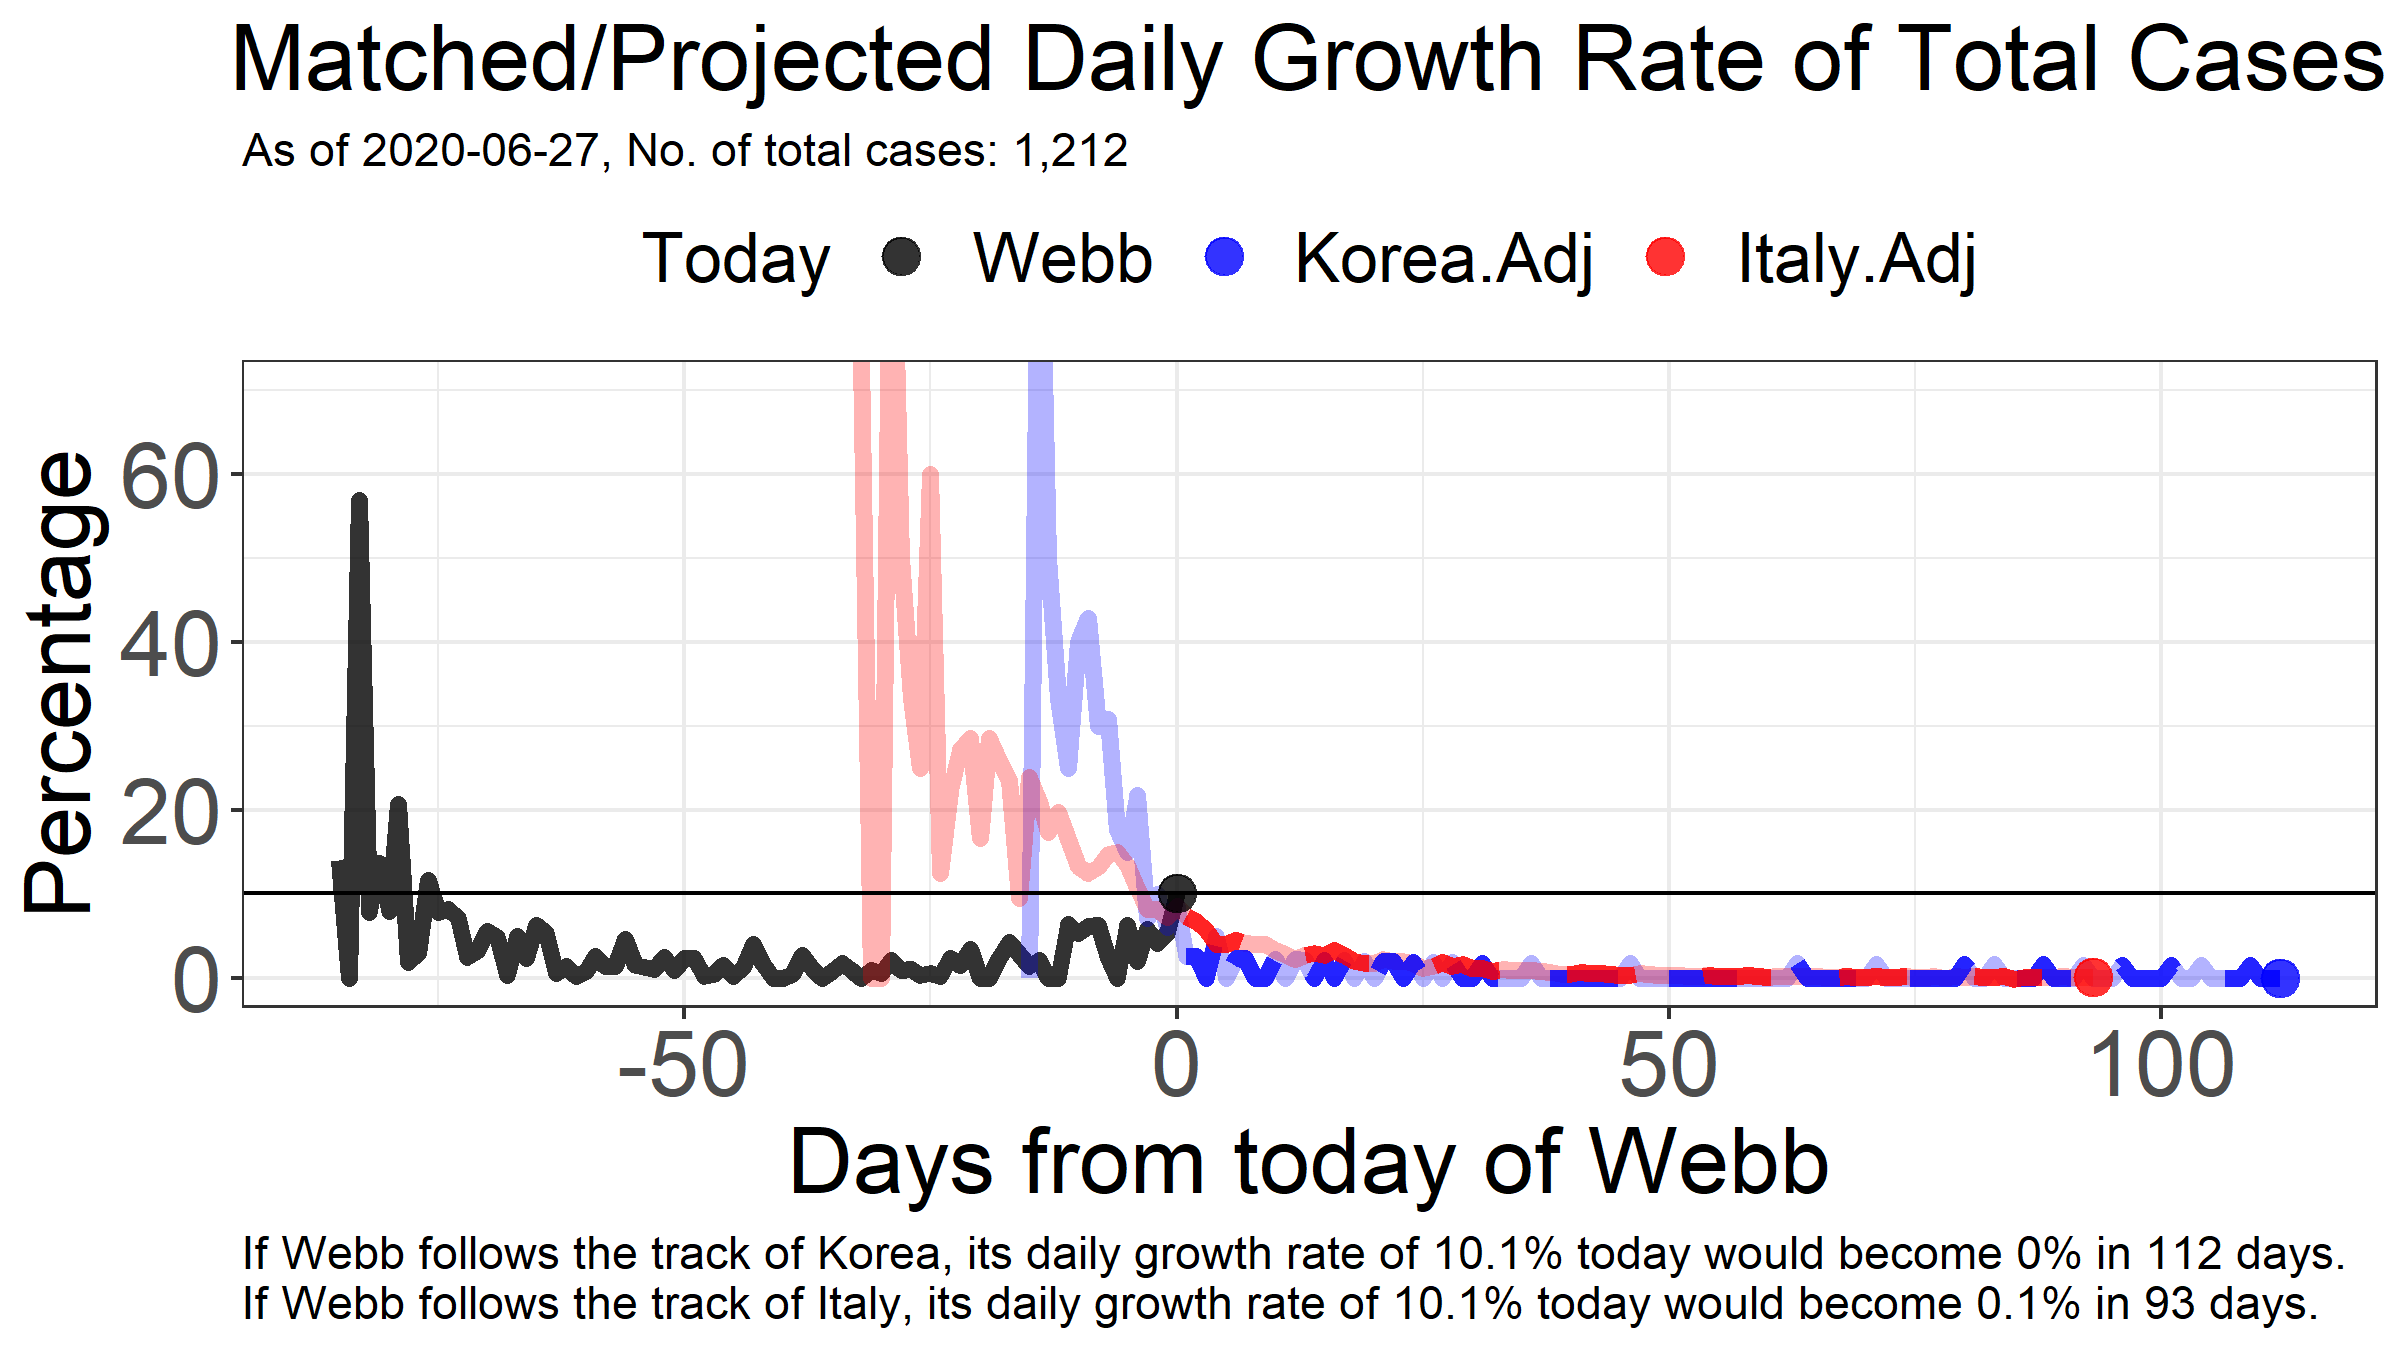 Matched/Projected Daily Growth Rate of Total Cases
As of 2020-06-27, No. of total cases: 1,212
Today Webb Korea.Adj Italy.Adj
Percentage
60
40
20
0
-50 0 50 100
Days from today of Webb
If Webb follows the track of Korea, its daily growth rate of 10.1% today would become 0% in 112 days.
If Webb follows the track of Italy, its daily growth rate of 10.1% today would become 0.1% in 93 days.